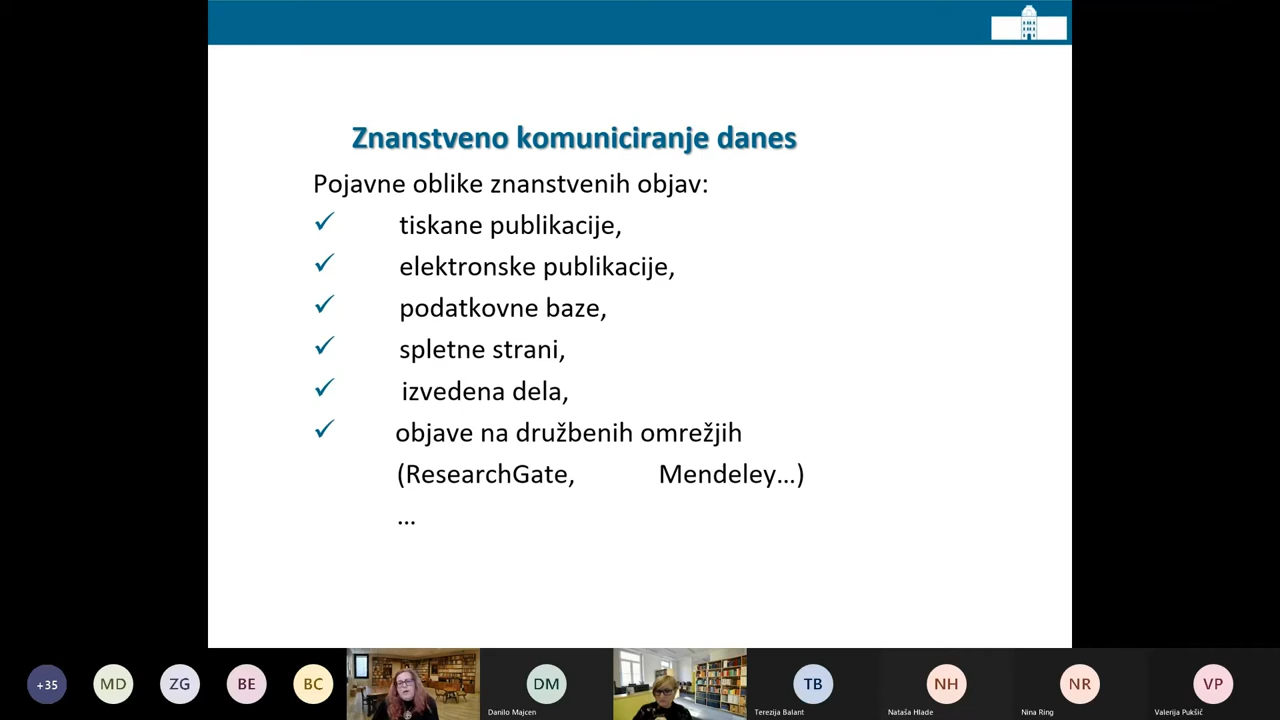 Znanstveno komuniciranje danes
Pojavne oblike znanstvenih objav:
✓ tiskane publikacije,
✓ elektronske publikacije,
✓ podatkovne baze,
✓ spletne strani,
✓ izvedena dela,
✓ objave na družbenih omrežjih
(ResearchGate, Mendeley…)
…
+35
MD
ZG
BE
BC
DM
TB
NH
NR
VP
Danilo Majcen
Terezija Balant
Nataša Hlade
Nina Ring
Valerija Pukšič